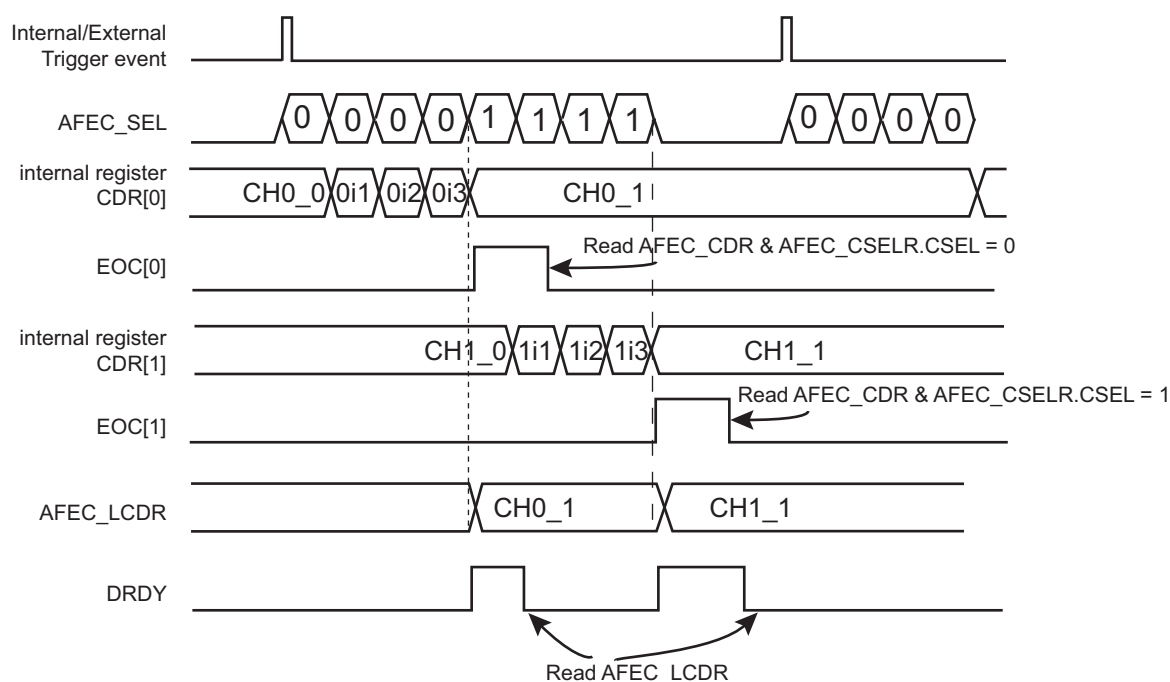 Internal/External
Trigger event
AFEC_SEL
0 0 0 0 1 1 1 1 0 0 0 0
internal register
CDR[0]
CH0_0 0i1 0i2 0i3 CH0_1
Read AFEC_CDR & AFEC_CSELR.CSEL = 0
EOC[0]
internal register
CDR[1]
CH1_0 1i1 1i2 1i3 CH1_1
Read AFEC_CDR & AFEC_CSELR.CSEL = 1
EOC[1]
AFEC_LCDR
CH0_1 CH1_1
DRDY
Read AFEC_LCDR